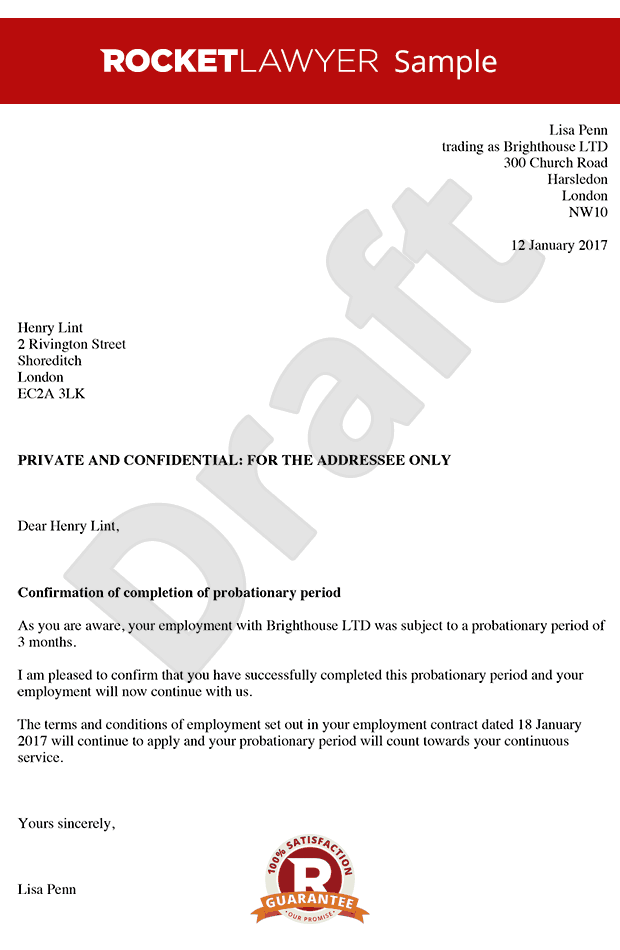 ROCKETLAWYER Sample
Lisa Penn
trading as Brighthouse LTD
300 Church Road
Harsledon
London
NW10
12 January 2017
Henry Lint
2 Rivington Street
Shoreditch
London
EC2A 3LK
PRIVATE AND CONFIDENTIAL: FOR THE ADDRESSEE ONLY
Dear Henry Lint,
Confirmation of completion of probationary period
As you are aware, your employment with Brighthouse LTD was subject to a probationary period of
3 months.
I am pleased to confirm that you have successfully completed this probationary period and your
employment will now continue with us.
The terms and conditions of employment set out in your employment contract dated 18 January
2017 will continue to apply and your probationary period will count towards your continuous
service.
Yours sincerely,
Lisa Penn
Draft
100% SATISFACTION
R
GUARANTEE
• OUR PROMISE •